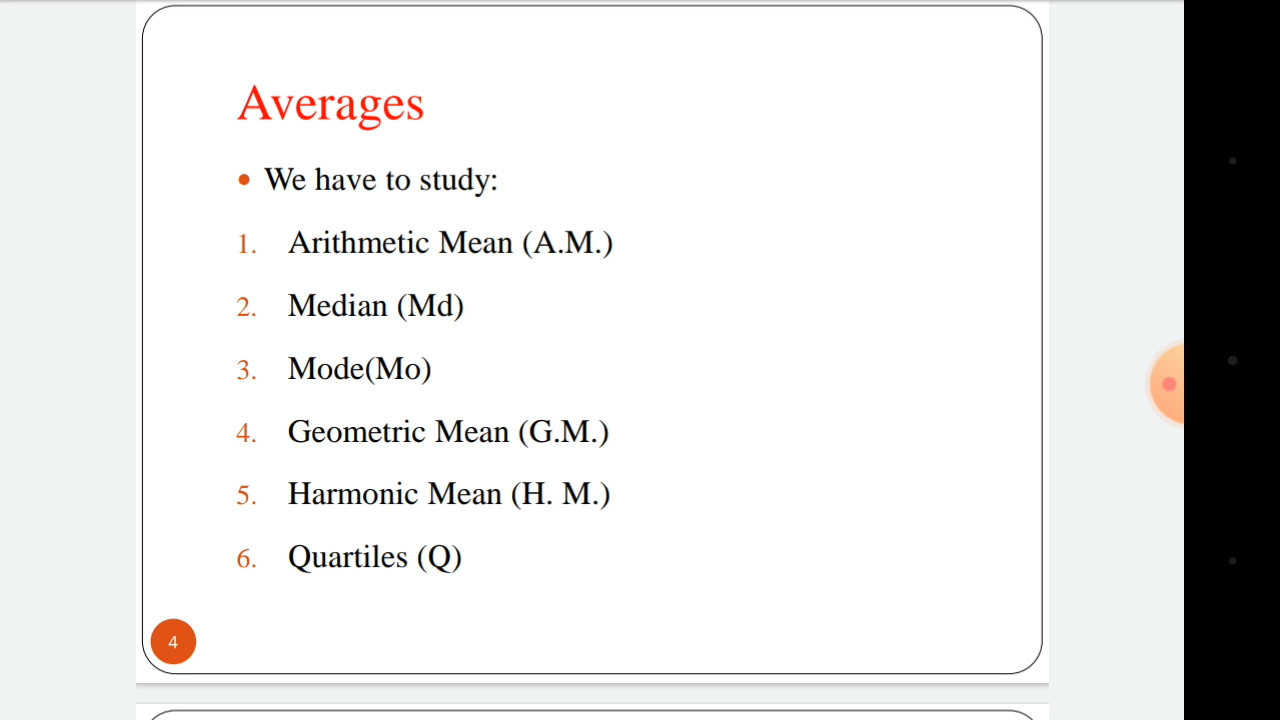 Averages
• We have to study:
1. Arithmetic Mean (A.M.)
2. Median (Md)
3. Mode(Mo)
4. Geometric Mean (G.M.)
5. Harmonic Mean (H. M.)
6. Quartiles (Q)
4